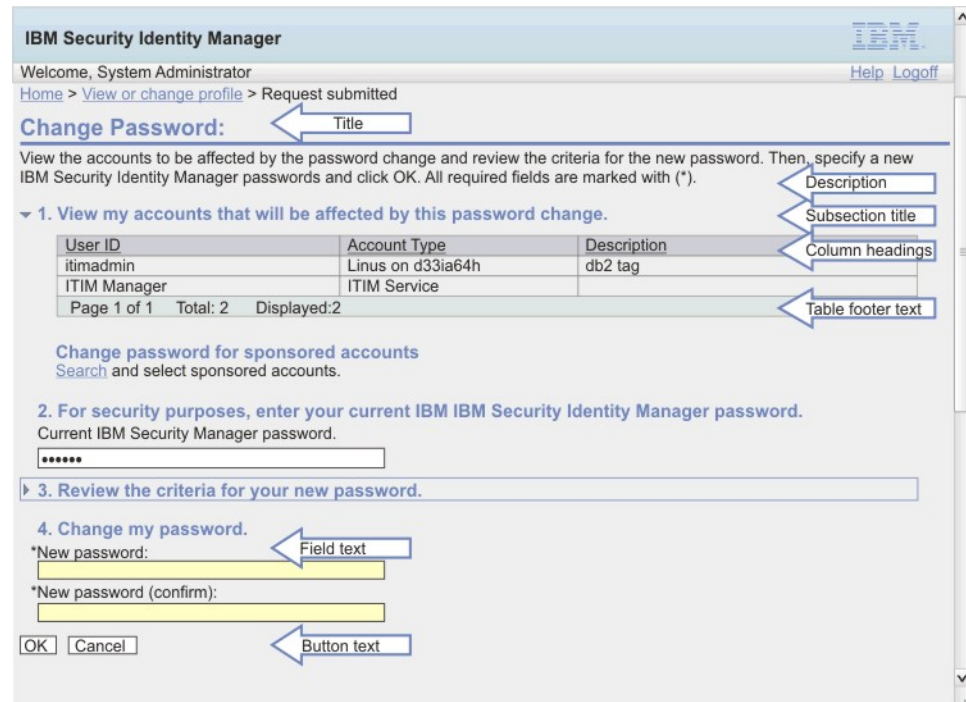 IBM Security Identity Manager
IBM.
Welcome, System Administrator
Help Logoff
Home > View or change profile > Request submitted
Change Password:
Title
View the accounts to be affected by the password change and review the criteria for the new password. Then, specify a new
IBM Security Identity Manager passwords and click OK. All required fields are marked with (*).
Description
1. View my accounts that will be affected by this password change.
Subsection title
User ID Account Type Description
Column headings
itimadmin Linus on d33ia64h db2 tag
ITIM Manager ITIM Service
Page 1 of 1 Total: 2 Displayed:2
Table footer text
Change password for sponsored accounts
Search and select sponsored accounts.
2. For security purposes, enter your current IBM IBM Security Identity Manager password.
Current IBM Security Manager password.
••••••
3. Review the criteria for your new password.
4. Change my password.
Field text
*New password:
*New password (confirm):
OK Cancel
Button text